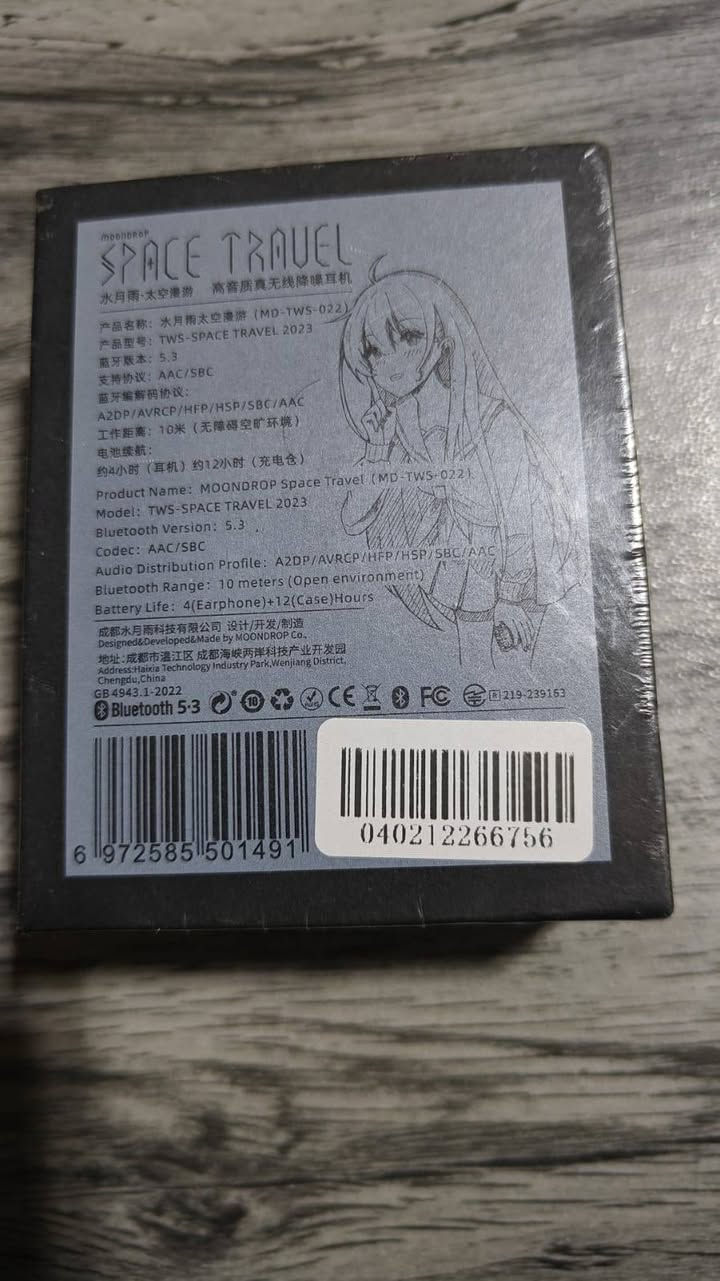 MOONDROP
SPACE TRAVEL
水月雨·太空漫游 高音质真无线降噪耳机
产品名称：水月雨太空漫游（MD-TWS-022）
产品型号：TWS-SPACE TRAVEL 2023
蓝牙版本：5.3
支持协议：AAC/SBC
蓝牙编解码协议：
A2DP/AVRCP/HFP/HSP/SBC/AAC
工作距离：10米（无障碍空旷环境）
电池续航：
约4小时（耳机）约12小时（充电仓）
Product Name：MOONDROP Space Travel（MD-TWS-022）
Model：TWS-SPACE TRAVEL 2023
Bluetooth Version：5.3
Codec：AAC/SBC
Audio Distribution Profile：A2DP/AVRCP/HFP/HSP/SBC/AAC
Bluetooth Range：10 meters (Open environment)
Battery Life：4(Earphone)+12(Case)Hours
成都水月雨科技有限公司 设计/开发/制造
Designed&Developed&Made by MOONDROP Co.,
地址:成都市温江区 成都海峡两岸科技产业开发园
Address:Haixia Technology Industry Park,Wenjiang District,
Chengdu,China
GB 4943.1-2022
Bluetooth 5.3 10 RoHS CE FC R 219-239163
6 972585 501491
040212266756